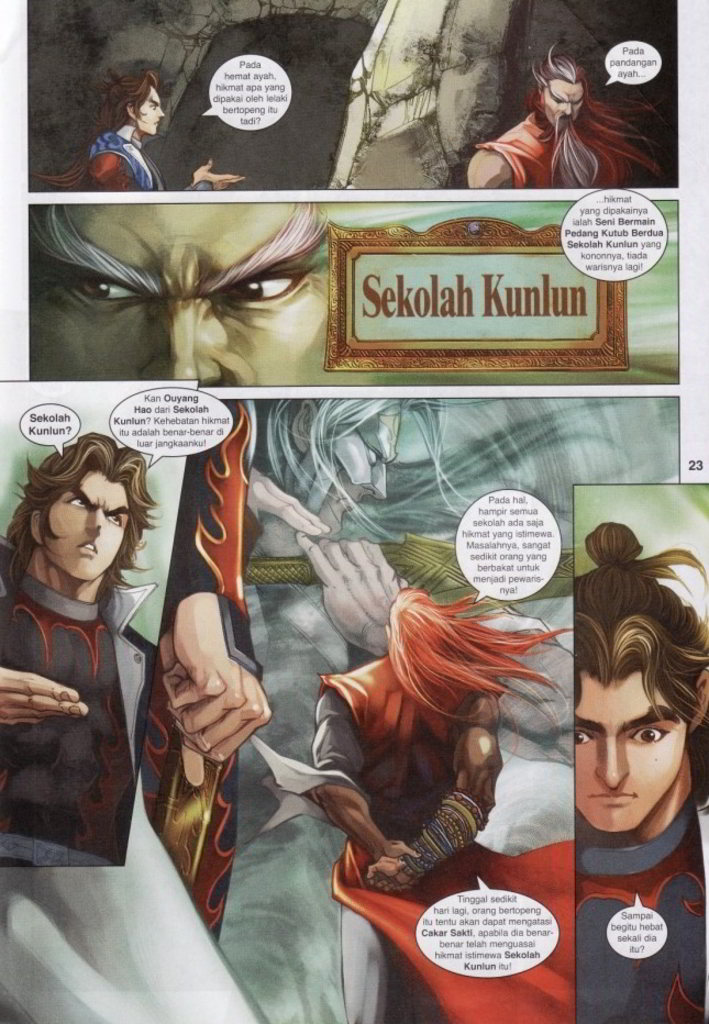 Pada
hemat ayah,
hikmat apa yang
dipakai oleh lelaki
bertopeng itu
tadi?
Pada
pandangan
ayah...
...hikmat
yang dipakainya
ialah Seni Bermain
Pedang Kutub Berdua
Sekolah Kunlun yang
kononnya, tiada
warisnya lagi!
Sekolah Kunlun
Sekolah
Kunlun?
Kan Ouyang
Hao dari Sekolah
Kunlun? Kehebatan hikmat
itu adalah benar-benar di
luar jangkaanku!
23
Pada hal,
hampir semua
sekolah ada saja
hikmat yang istimewa.
Masalahnya, sangat
sedikit orang yang
berbakat untuk
menjadi pewaris-
nya!
Tinggal sedikit
hari lagi, orang bertopeng
itu tentu akan dapat mengatasi
Cakar Sakti, apabila dia benar-
benar telah menguasai
hikmat istimewa Sekolah
Kunlun itu!
Sampai
begitu hebat
sekali dia
itu?